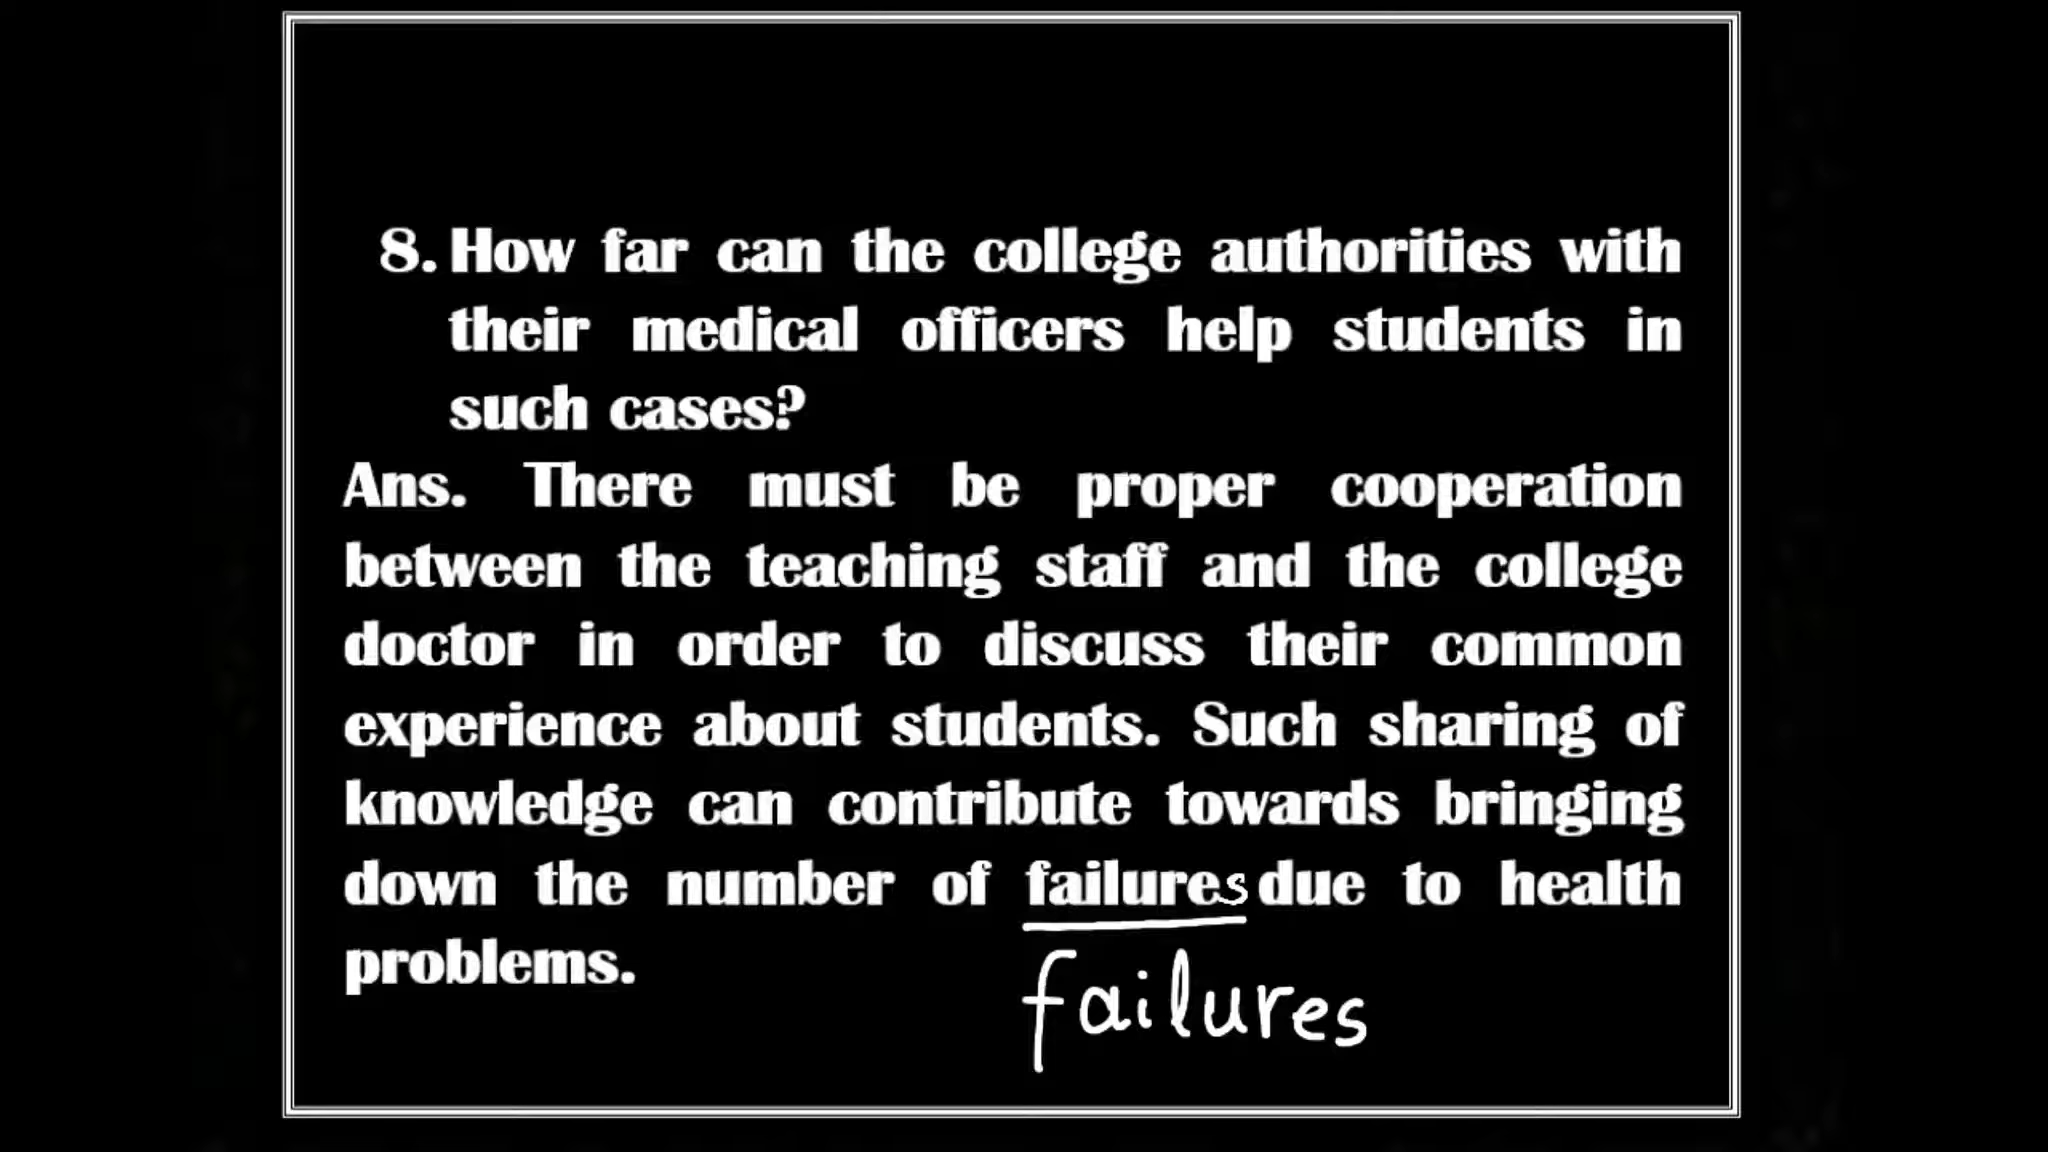 8. How far can the college authorities with
their medical officers help students in
such cases?
Ans. There must be proper cooperation
between the teaching staff and the college
doctor in order to discuss their common
experience about students. Such sharing of
knowledge can contribute towards bringing
down the number of failures due to health
problems.
failures